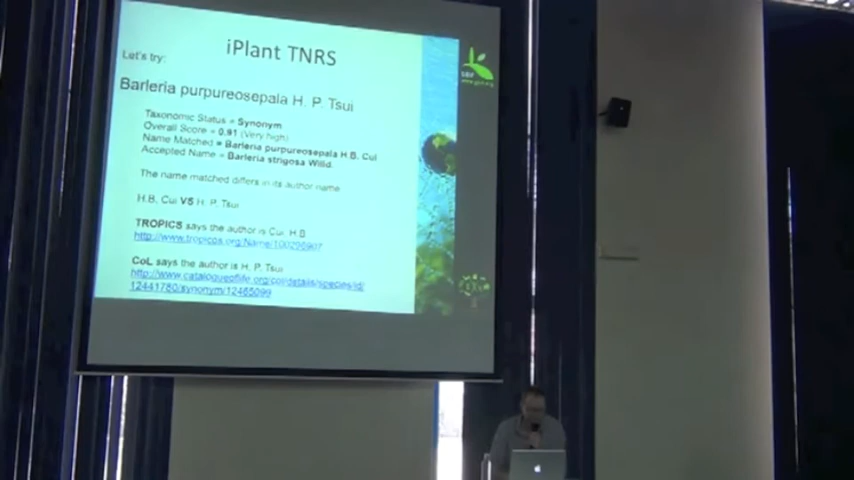 iPlant TNRS
Let's try:
Barleria purpureosepala H. P. Tsui
Taxonomic Status = Synonym
Overall Score = 0.91 (Very high)
Name Matched = Barleria purpureosepala H.B. Cui
Accepted Name = Barleria strigosa Willd.
The name matched differs in its author name
H.B. Cui VS H. P. Tsui
TROPICS says the author is Cui, H.B
http://www.tropicos.org/Name/100296907
CoL says the author is H. P. Tsui
http://www.catalogueoflife.org/col/details/species/id/
12441780/synonym/12465099